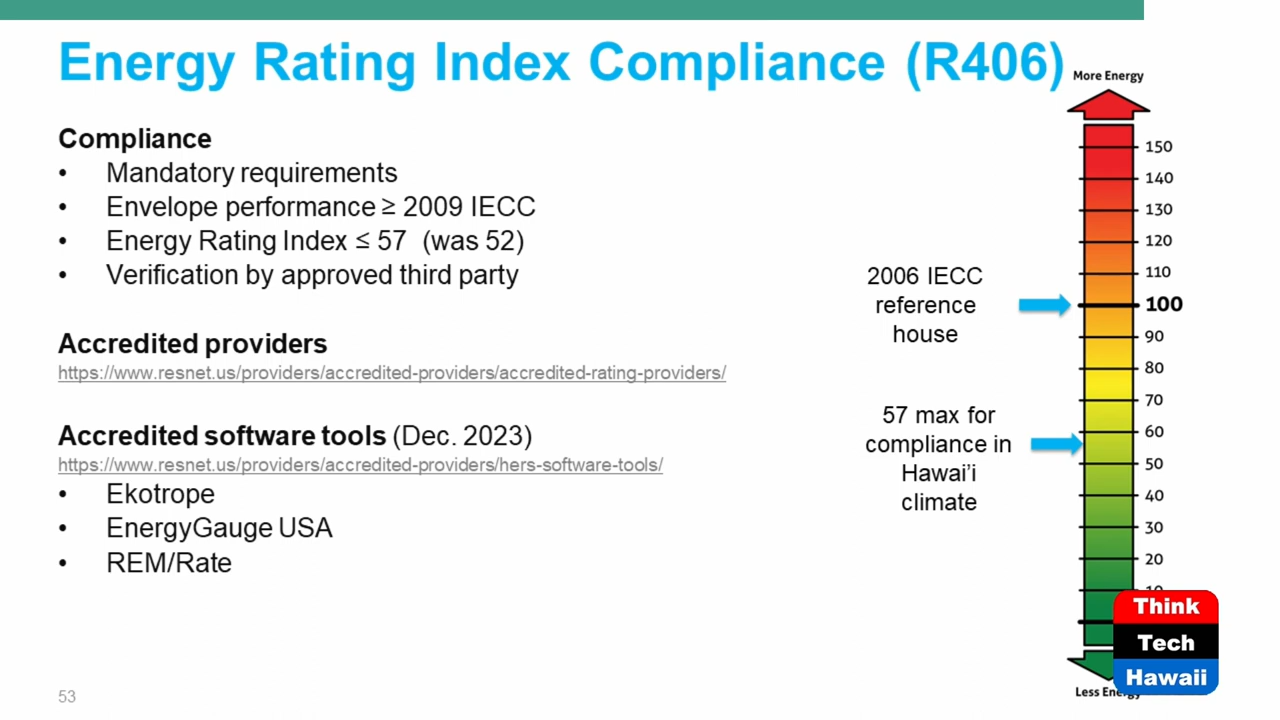 Energy Rating Index Compliance (R406)
Compliance
• Mandatory requirements
• Envelope performance ≥ 2009 IECC
• Energy Rating Index ≤ 57 (was 52)
• Verification by approved third party
Accredited providers
https://www.resnet.us/providers/accredited-providers/accredited-rating-providers/
Accredited software tools (Dec. 2023)
https://www.resnet.us/providers/accredited-providers/hers-software-tools/
• Ekotrope
• EnergyGauge USA
• REM/Rate
53
2006 IECC
reference
house
57 max for
compliance in
Hawai‘i
climate
More Energy
150
140
130
120
110
100
90
80
70
60
50
40
30
20
Less Energy
Think
Tech
Hawaii